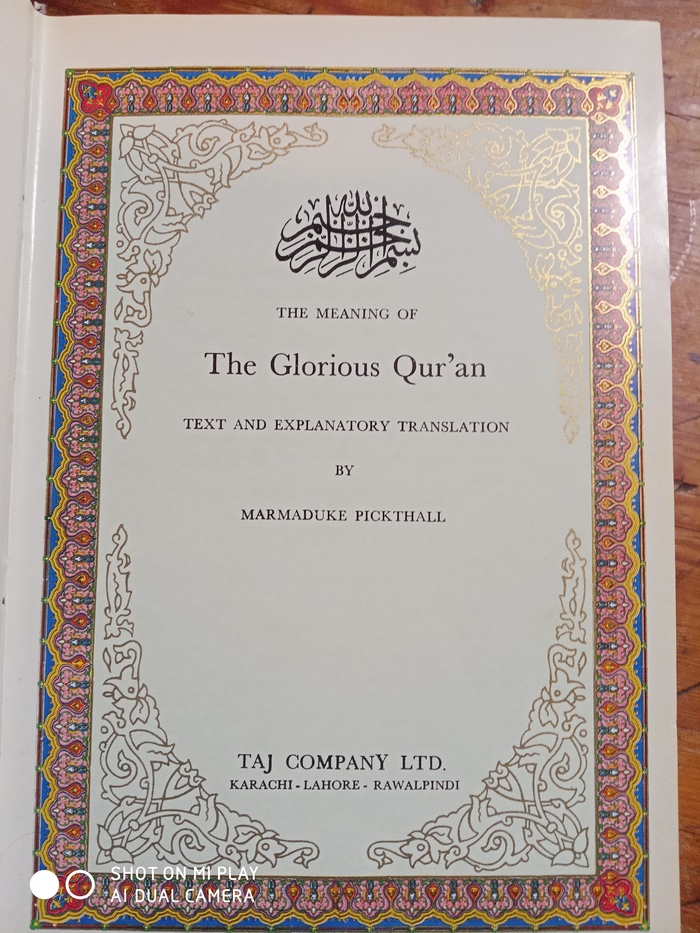 بسم الله الرحمن الرحيم
THE MEANING OF
The Glorious Qur'an
TEXT AND EXPLANATORY TRANSLATION
BY
MARMADUKE PICKTHALL
TAJ COMPANY LTD.
KARACHI - LAHORE - RAWALPINDI
SHOT ON MI PLAY
AI DUAL CAMERA